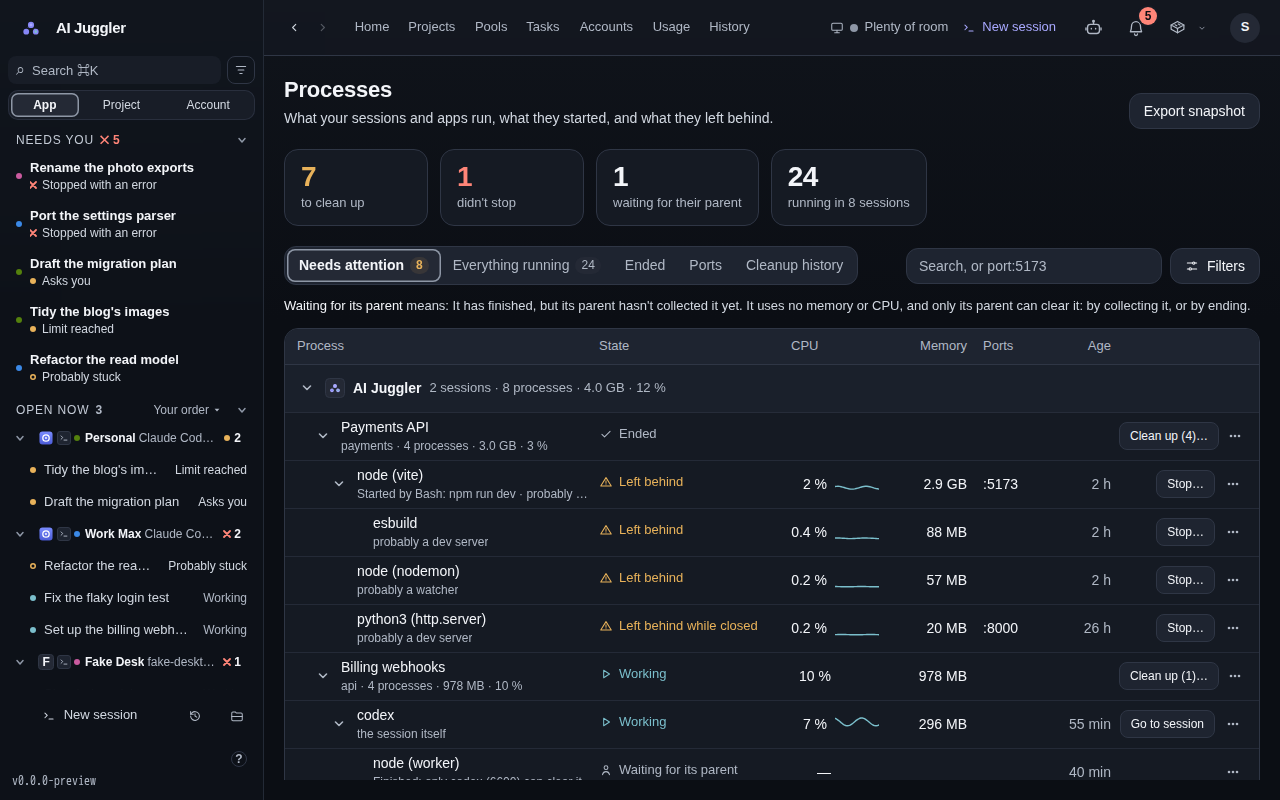 AI Juggler
Home Projects Pools Tasks Accounts Usage History
Plenty of room
New session
5
S
Search ⌘K
App Project Account
NEEDS YOU 5
Rename the photo exports
Stopped with an error
Port the settings parser
Stopped with an error
Draft the migration plan
Asks you
Tidy the blog's images
Limit reached
Refactor the read model
Probably stuck
OPEN NOW 3 Your order
Personal Claude Cod… 2
Tidy the blog's im… Limit reached
Draft the migration plan Asks you
Work Max Claude Co… 2
Refactor the rea… Probably stuck
Fix the flaky login test Working
Set up the billing webh… Working
F Fake Desk fake-deskt… 1
New session
?
v0.0.0-preview
Processes
What your sessions and apps run, what they started, and what they left behind.
Export snapshot
7
to clean up
1
didn't stop
1
waiting for their parent
24
running in 8 sessions
Needs attention 8 Everything running 24 Ended Ports Cleanup history
Search, or port:5173
Filters
Waiting for its parent means: It has finished, but its parent hasn't collected it yet. It uses no memory or CPU, and only its parent can clear it: by collecting it, or by ending.
Process State CPU Memory Ports Age
AI Juggler 2 sessions · 8 processes · 4.0 GB · 12 %
Payments API Ended Clean up (4)…
payments · 4 processes · 3.0 GB · 3 %
node (vite) Left behind 2 % 2.9 GB :5173 2 h Stop…
Started by Bash: npm run dev · probably …
esbuild Left behind 0.4 % 88 MB 2 h Stop…
probably a dev server
node (nodemon) Left behind 0.2 % 57 MB 2 h Stop…
probably a watcher
python3 (http.server) Left behind while closed 0.2 % 20 MB :8000 26 h Stop…
probably a dev server
Billing webhooks Working 10 % 978 MB Clean up (1)…
api · 4 processes · 978 MB · 10 %
codex Working 7 % 296 MB 55 min Go to session
the session itself
node (worker) Waiting for its parent — 40 min
Finished: only codex (6600) can clear it